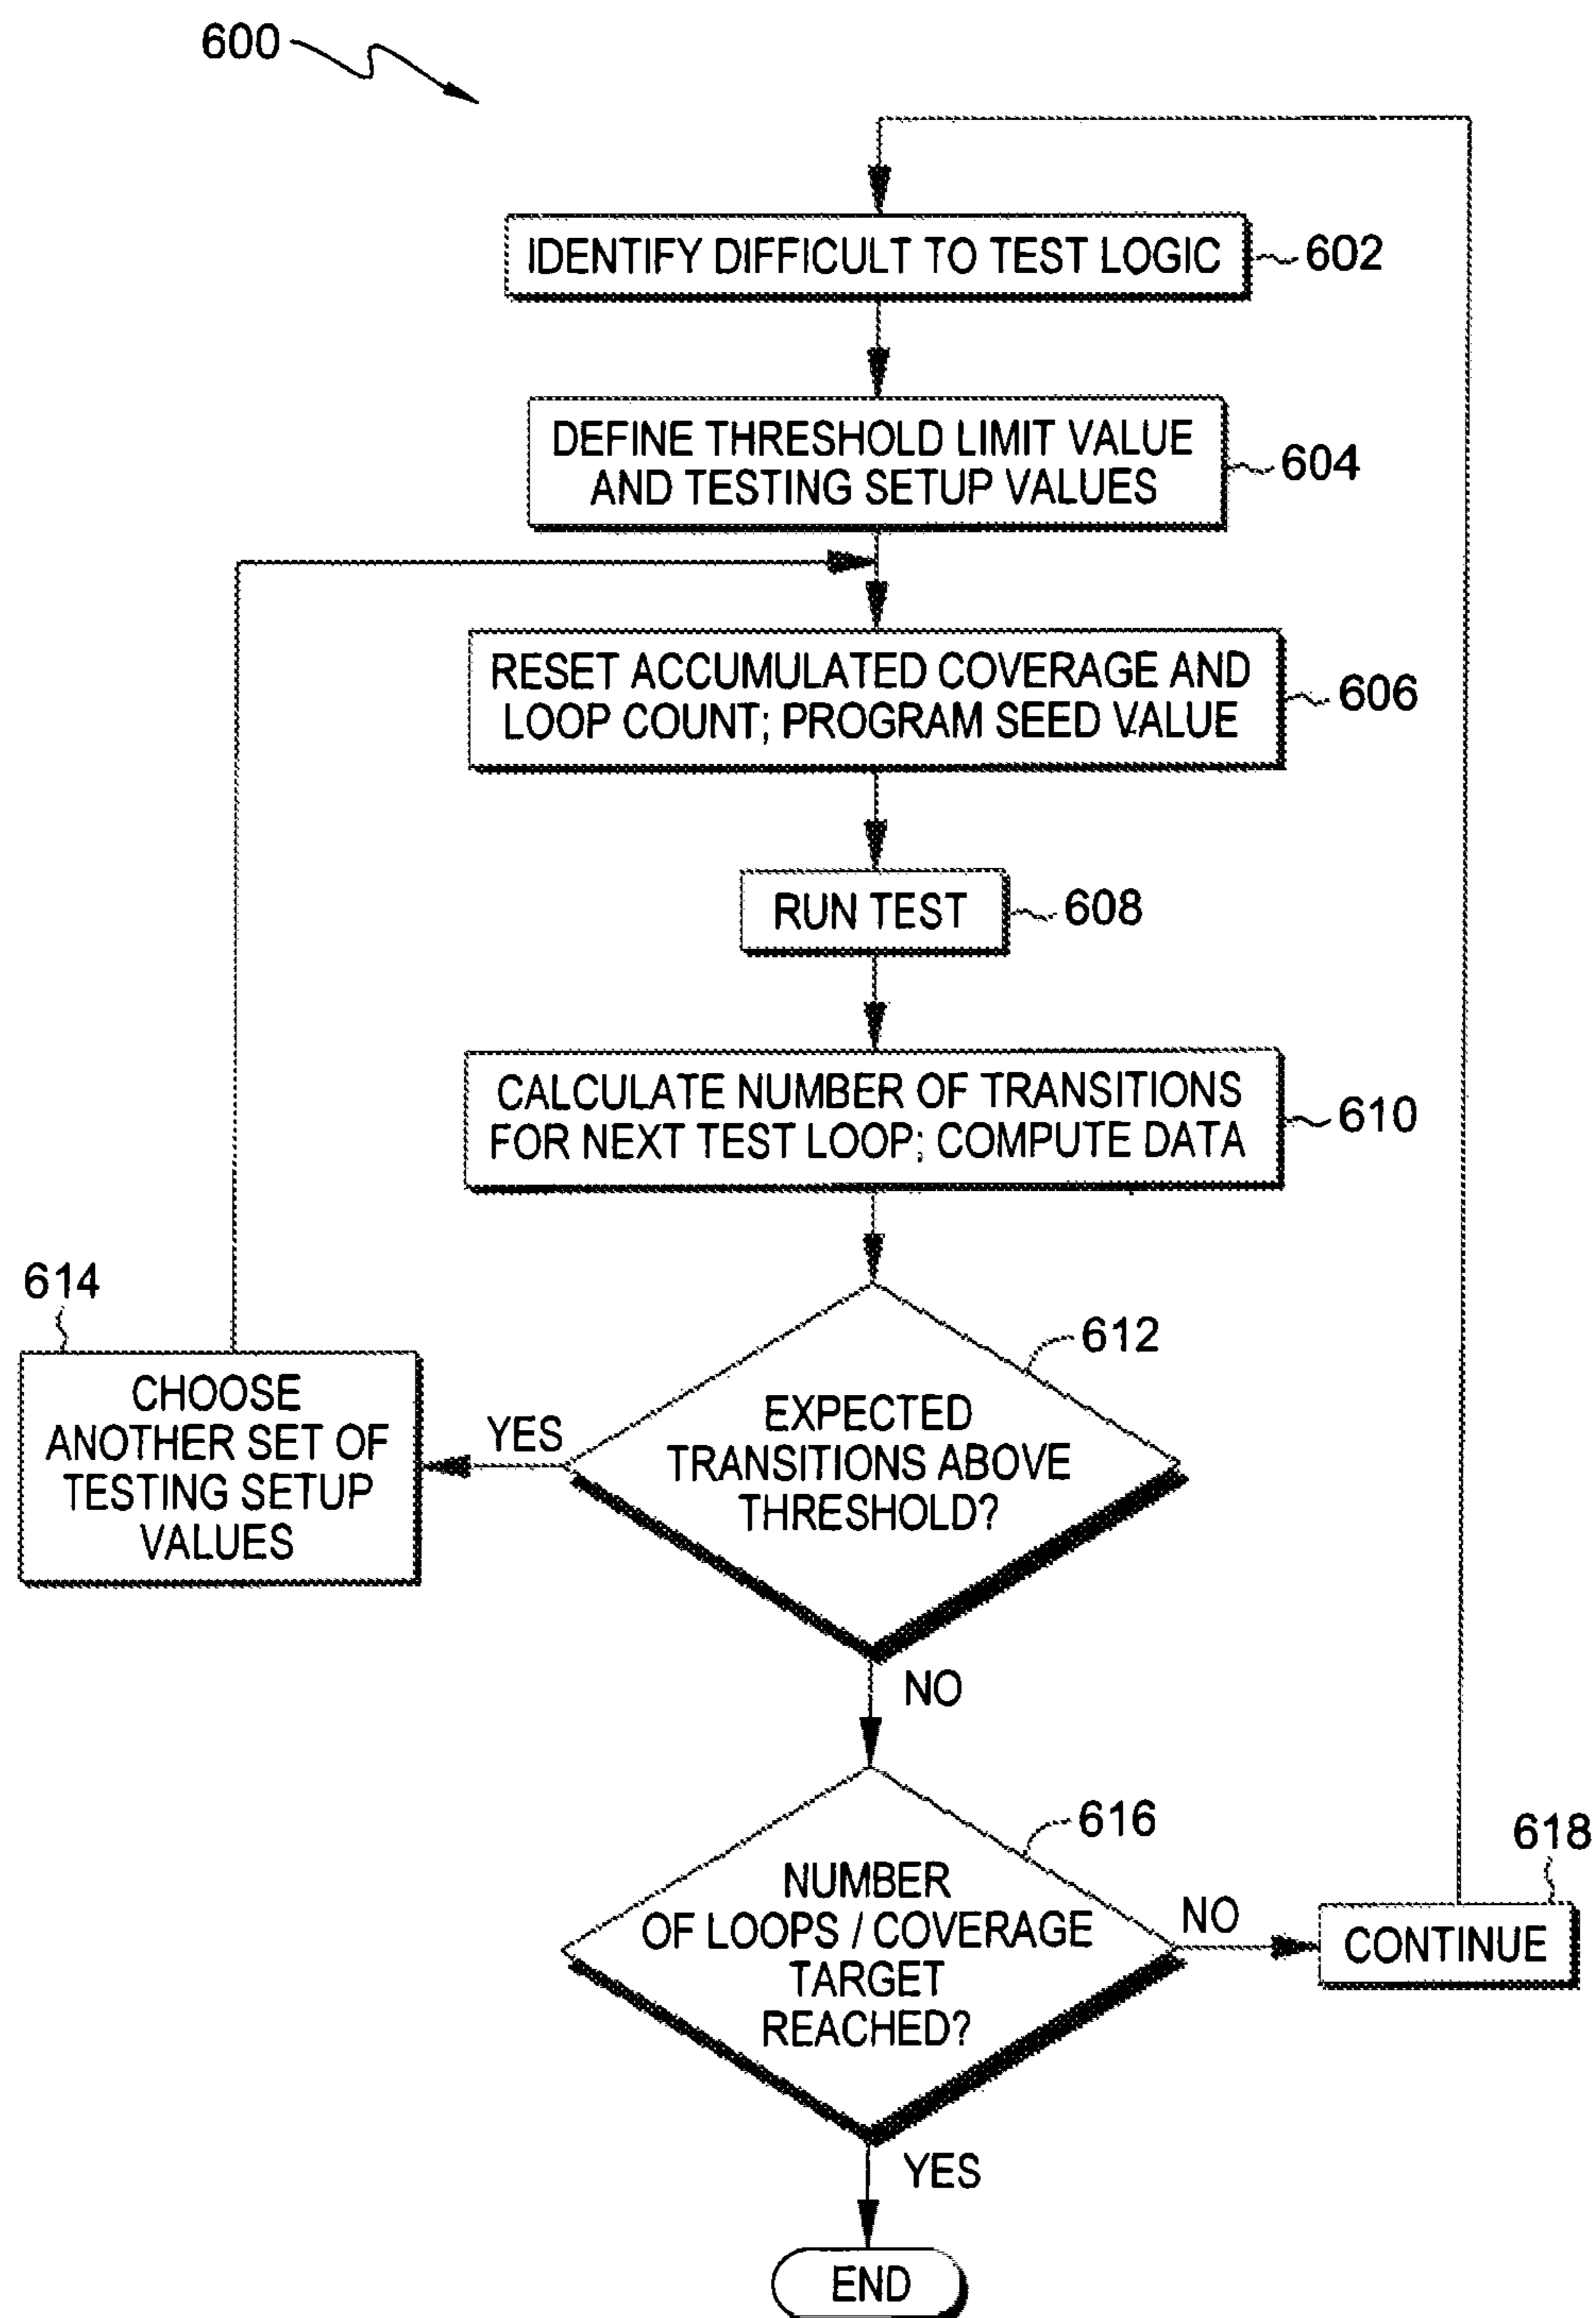 600
IDENTIFY DIFFICULT TO TEST LOGIC
602
DEFINE THRESHOLD LIMIT VALUE
AND TESTING SETUP VALUES
604
RESET ACCUMULATED COVERAGE AND
LOOP COUNT; PROGRAM SEED VALUE
606
RUN TEST
608
CALCULATE NUMBER OF TRANSITIONS
FOR NEXT TEST LOOP; COMPUTE DATA
610
614
CHOOSE
ANOTHER SET OF
TESTING SETUP
VALUES
YES
612
EXPECTED
TRANSITIONS ABOVE
THRESHOLD?
NO
616
NUMBER
OF LOOPS / COVERAGE
TARGET
REACHED?
NO
618
CONTINUE
YES
END